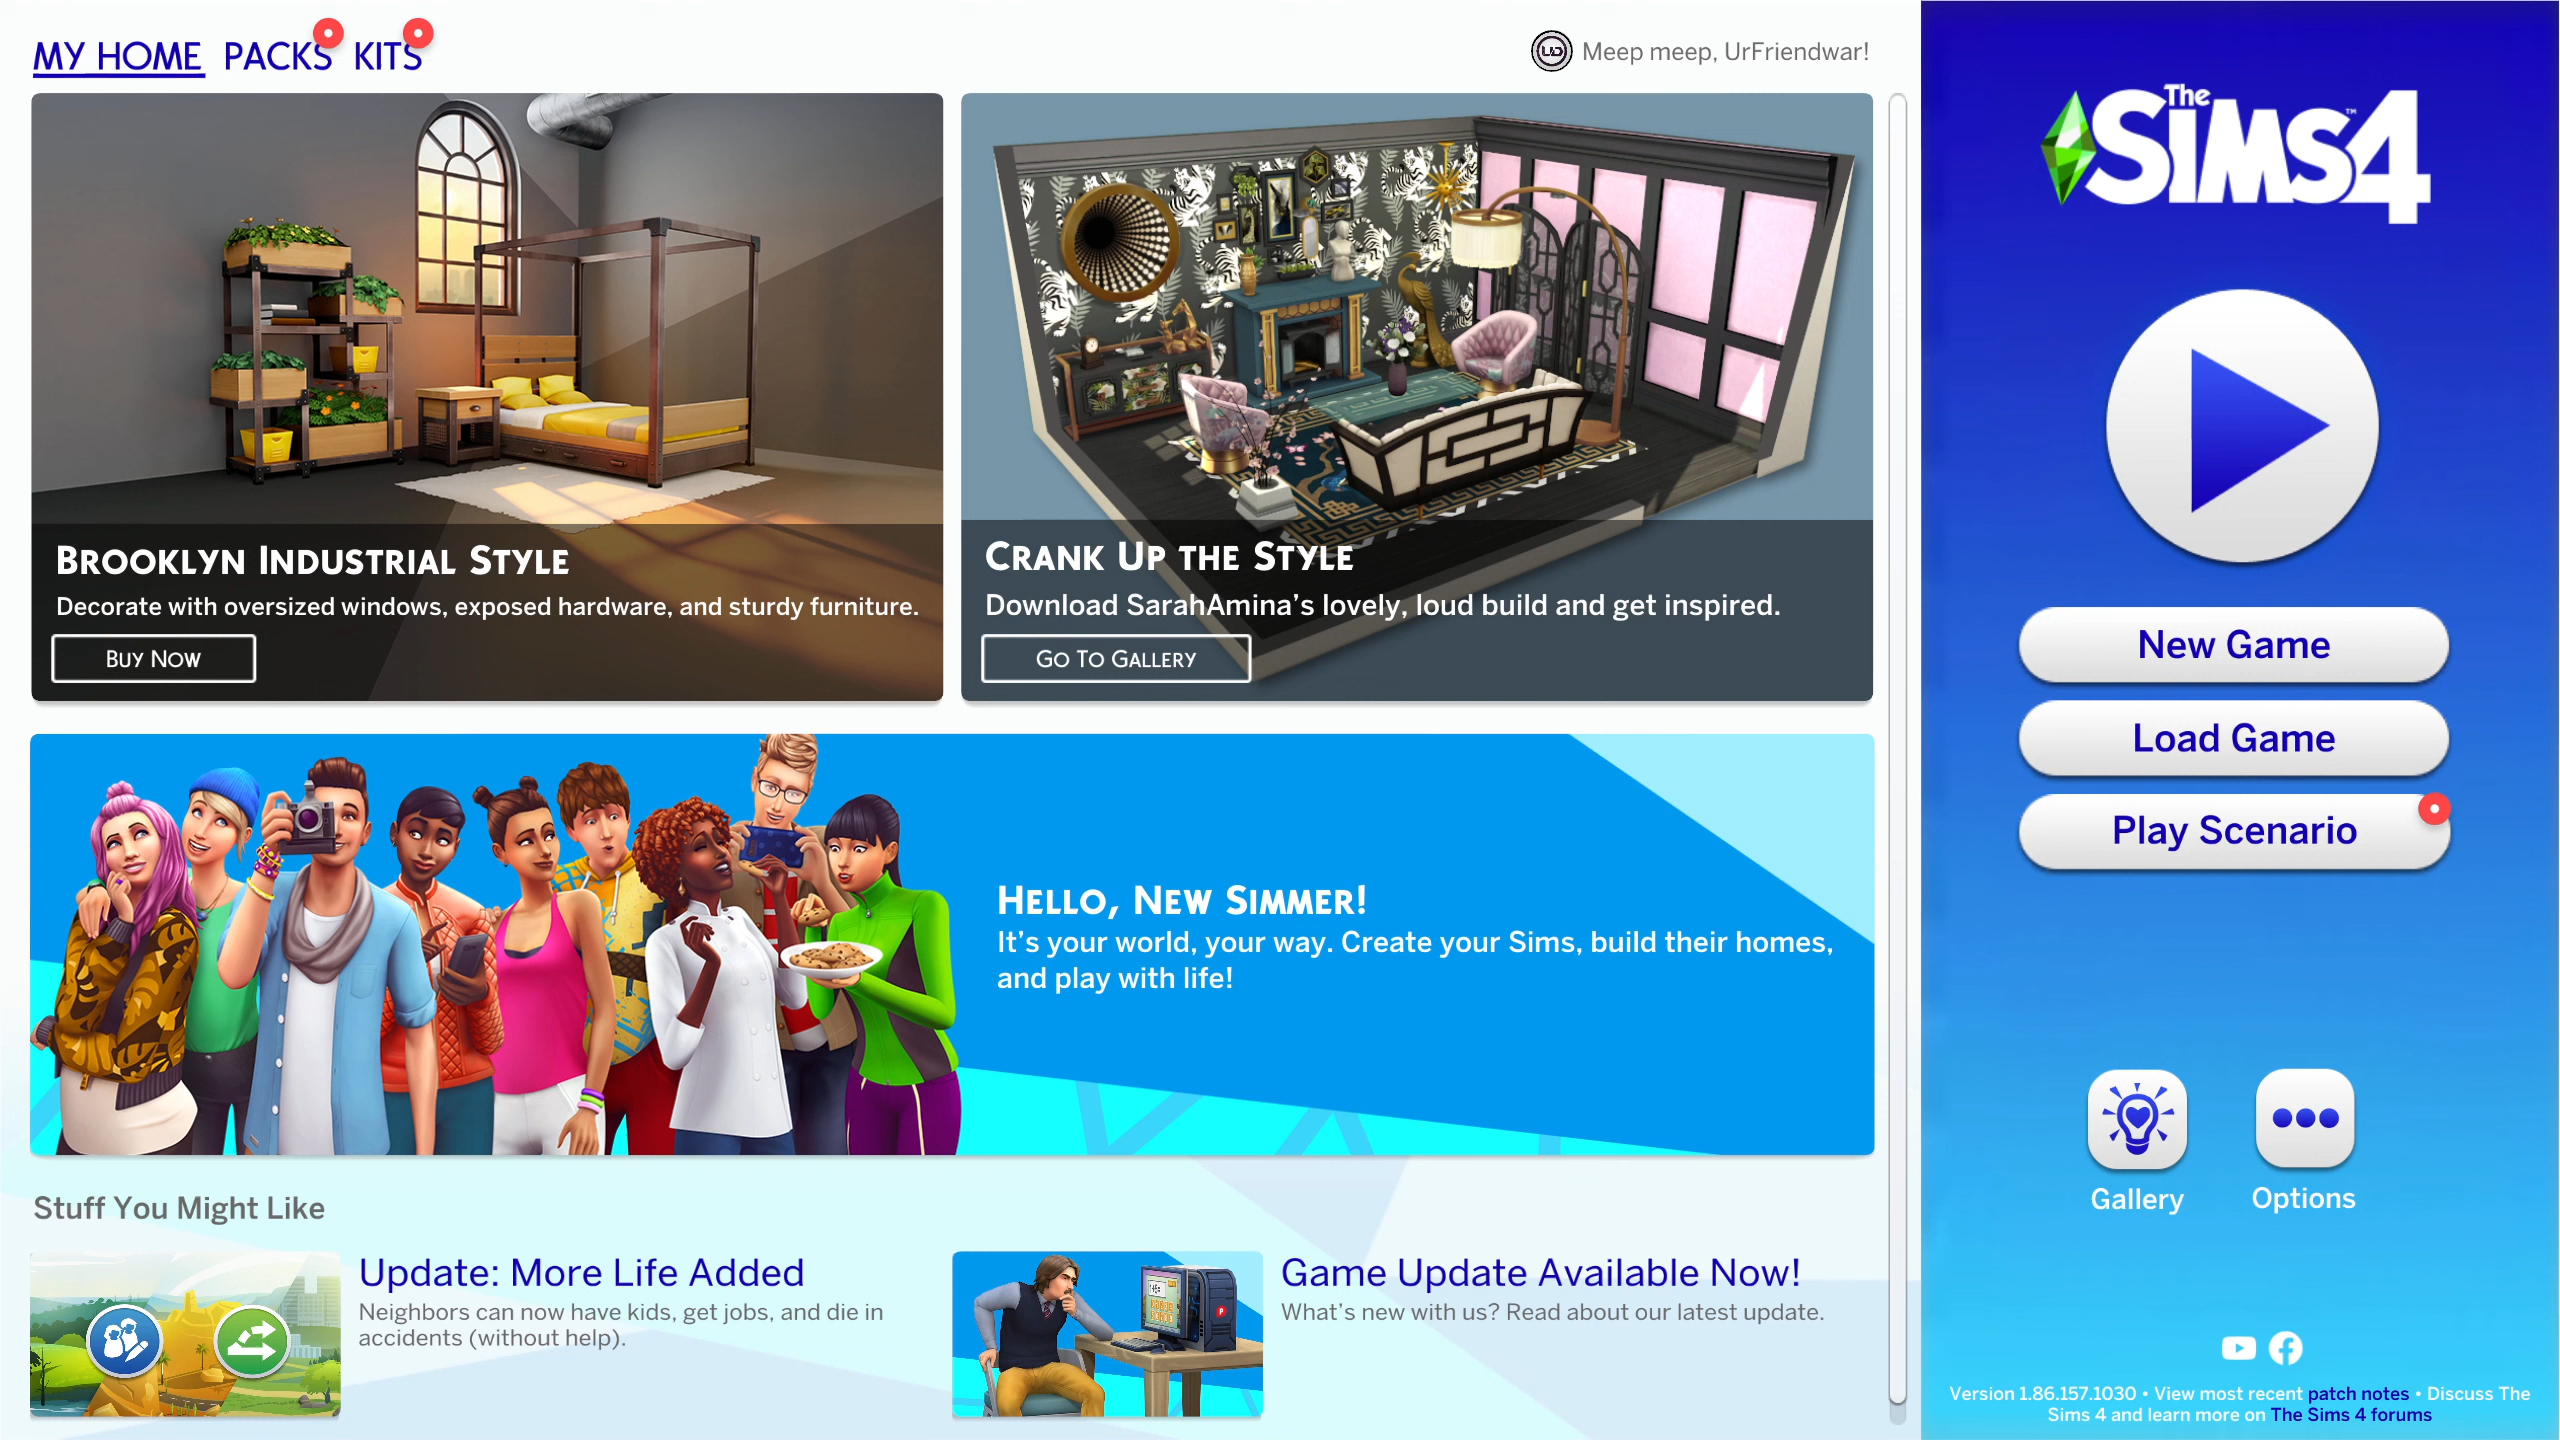 MY HOME PACKS KITS
Meep meep, UrFriendwar!
BROOKLYN INDUSTRIAL STYLE
Decorate with oversized windows, exposed hardware, and sturdy furniture.
BUY NOW
CRANK UP THE STYLE
Download SarahAmina's lovely, loud build and get inspired.
GO TO GALLERY
HELLO, NEW SIMMER!
It's your world, your way. Create your Sims, build their homes,
and play with life!
Stuff You Might Like
Update: More Life Added
Neighbors can now have kids, get jobs, and die in
accidents (without help).
Game Update Available Now!
What's new with us? Read about our latest update.
The SIMS 4™
New Game
Load Game
Play Scenario
Gallery
Options
Version 1.86.157.1030 • View most recent patch notes • Discuss The
Sims 4 and learn more on The Sims 4 forums